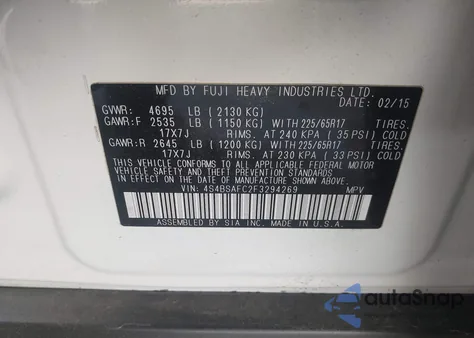 MFD BY FUJI HEAVY INDUSTRIES LTD.
DATE: 02/15
GVWR: 4695 LB (2130 KG)
GAWR:F 2535 LB (1150 KG) WITH 225/65R17 TIRES.
17X7J RIMS. AT 240 KPA (35 PSI) COLD
GAWR:R 2645 LB (1200 KG) WITH 225/65R17 TIRES.
17X7J RIMS. AT 230 KPA (33 PSI) COLD
THIS VEHICLE CONFORMS TO ALL APPLICABLE FEDERAL MOTOR
VEHICLE SAFETY AND THEFT PREVENTION STANDARDS IN EFFECT
ON THE DATE OF MANUFACTURE SHOWN ABOVE.
VIN: 4S4BSAFC2F3294269 MPV
ASSEMBLED BY SIA INC. MADE IN U.S.A.
autoSnap
by carfast express